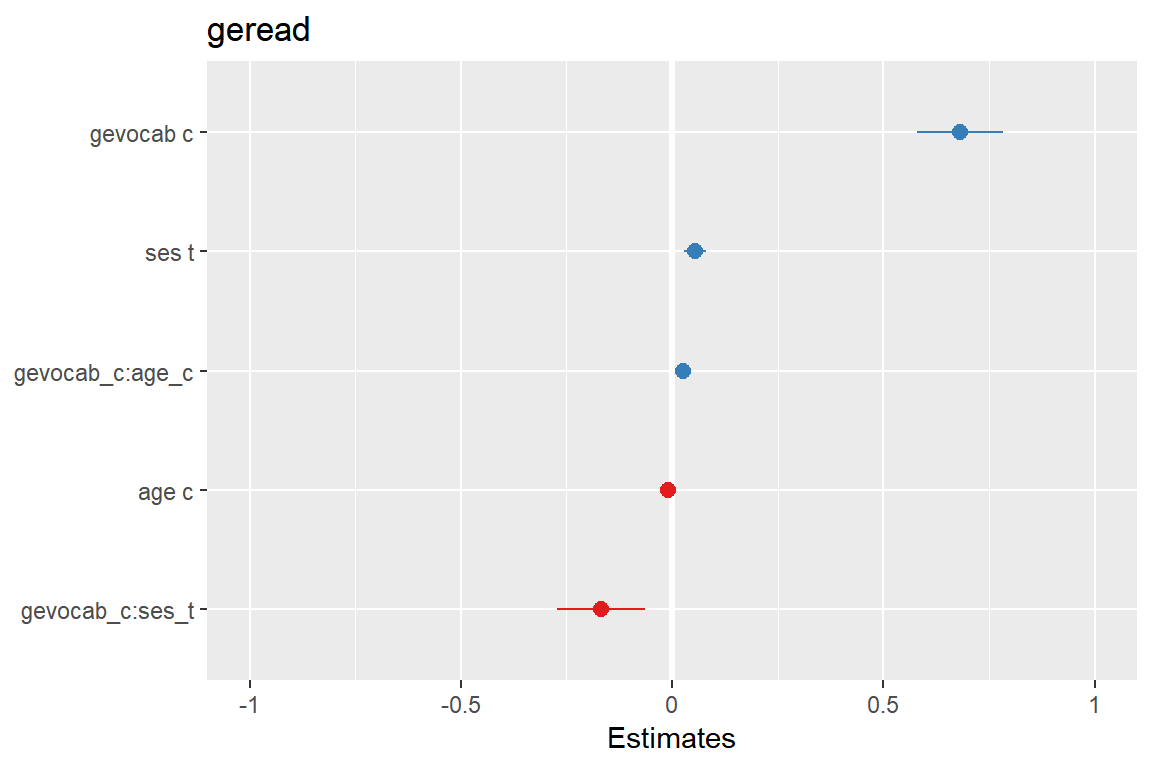 geread
gevocab c
ses t
gevocab_c:age_c
age c
gevocab_c:ses_t
-1 -0.5 0 0.5 1
Estimates